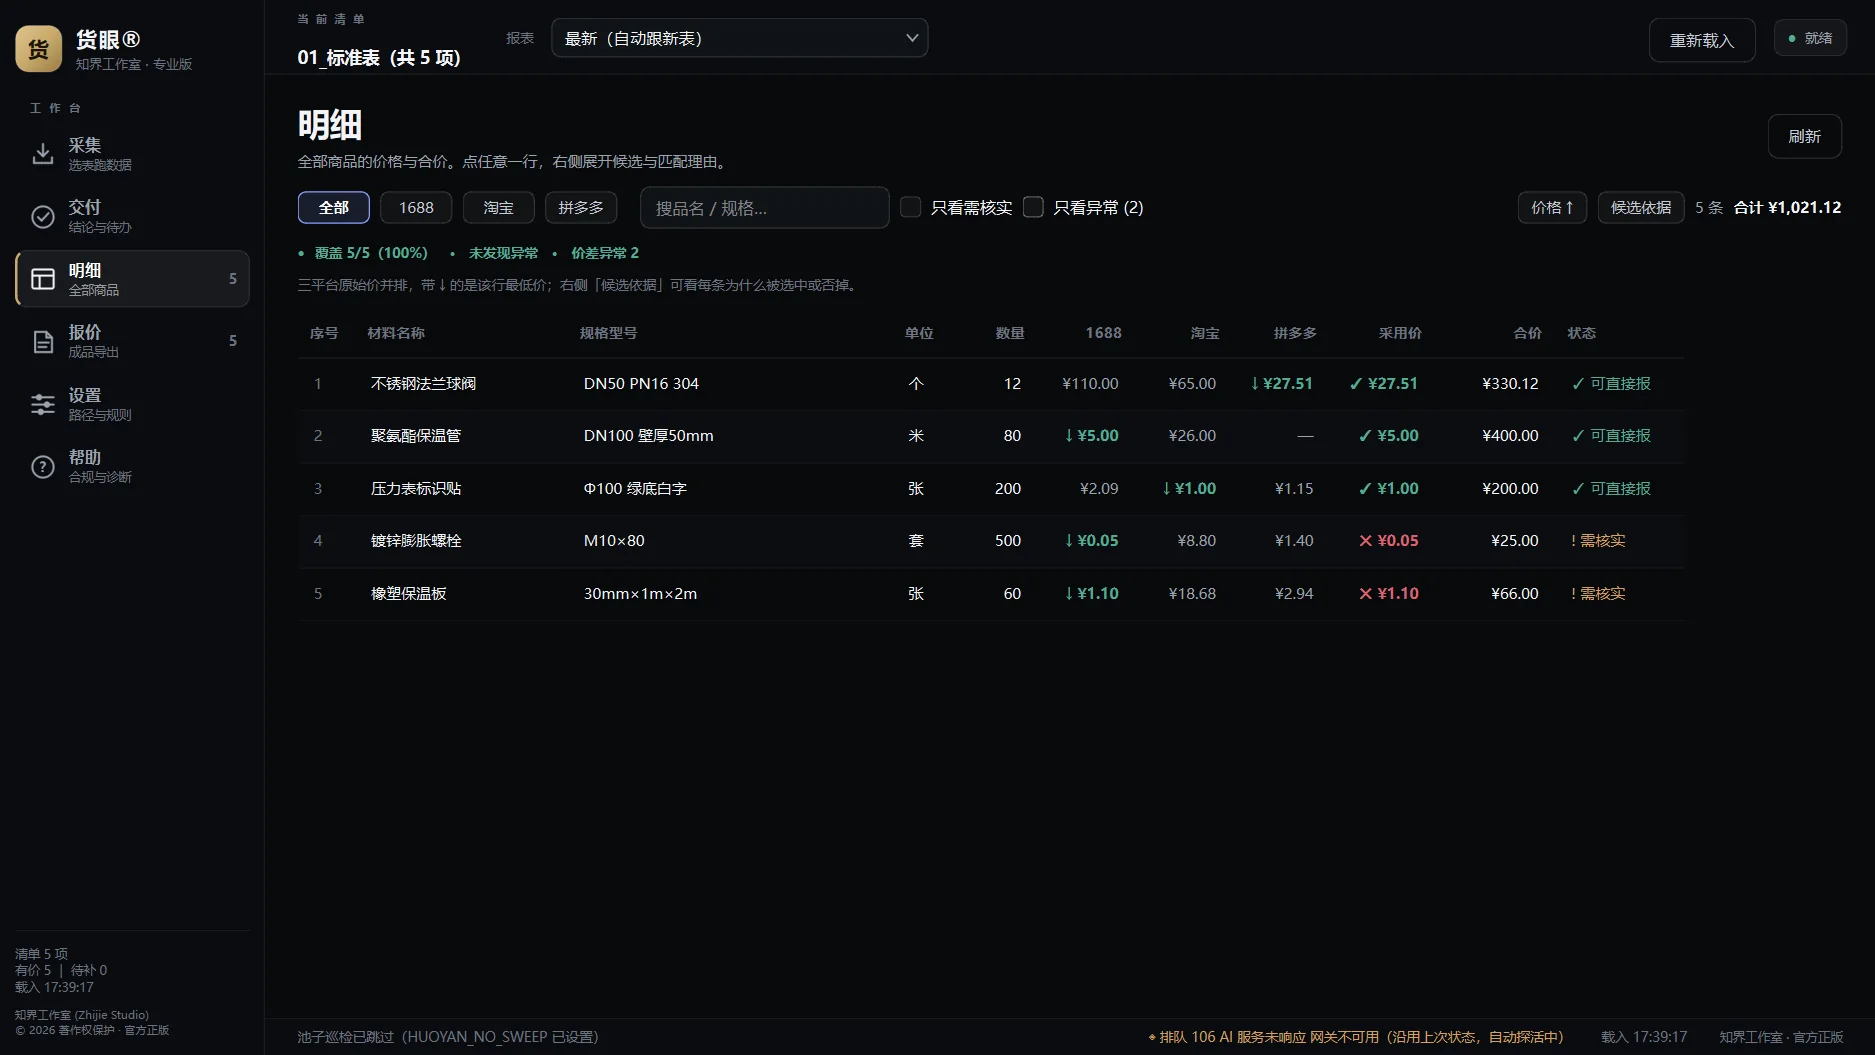 货
货眼®
知界工作室 · 专业版
工作台
采集
选表跑数据
交付
结论与待办
明细
全部商品
5
报价
成品导出
5
设置
路径与规则
帮助
合规与诊断
清单 5 项
有价 5 | 待补 0
载入 17:39:17
知界工作室 (Zhijie Studio)
© 2026 著作权保护 · 官方正版
当前清单
01_标准表（共 5 项）
报表
最新（自动跟新表）
重新载入
• 就绪
明细
全部商品的价格与合价。点任意一行，右侧展开候选与匹配理由。
刷新
全部 1688 淘宝 拼多多 搜品名 / 规格... 只看需核实 只看异常 (2) 价格↑ 候选依据 5 条 合计 ¥1,021.12
• 覆盖 5/5（100%） • 未发现异常 • 价差异常 2
三平台原始价并排，带↓的是该行最低价；右侧「候选依据」可看每条为什么被选中或否掉。
序号 材料名称 规格型号 单位 数量 1688 淘宝 拼多多 采用价 合价 状态
1 不锈钢法兰球阀 DN50 PN16 304 个 12 ¥110.00 ¥65.00 ↓¥27.51 ✓ ¥27.51 ¥330.12 ✓ 可直接报
2 聚氨酯保温管 DN100 壁厚50mm 米 80 ↓¥5.00 ¥26.00 — ✓ ¥5.00 ¥400.00 ✓ 可直接报
3 压力表标识贴 Φ100 绿底白字 张 200 ¥2.09 ↓¥1.00 ¥1.15 ✓ ¥1.00 ¥200.00 ✓ 可直接报
4 镀锌膨胀螺栓 M10×80 套 500 ↓¥0.05 ¥8.80 ¥1.40 ✕ ¥0.05 ¥25.00 ! 需核实
5 橡塑保温板 30mm×1m×2m 张 60 ↓¥1.10 ¥18.68 ¥2.94 ✕ ¥1.10 ¥66.00 ! 需核实
池子巡检已跳过（HUOYAN_NO_SWEEP 已设置）
• 排队 106 AI 服务未响应 网关不可用（沿用上次状态，自动探活中）
载入 17:39:17
知界工作室 · 官方正版